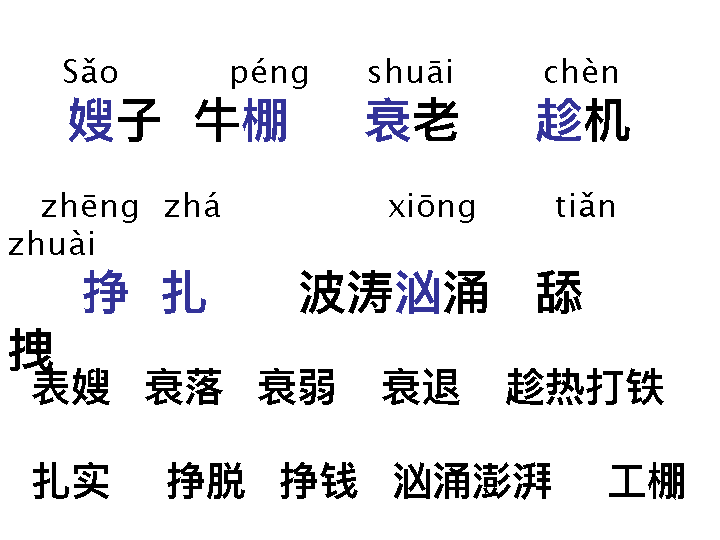 Sǎo péng shuāi chèn
嫂子 牛棚 衰老 趁机
zhēng zhá xiōng tiǎn
zhuài
挣 扎 波涛汹涌 舔
拽
表嫂 衰落 衰弱 衰退 趁热打铁
扎实 挣脱 挣钱 汹涌澎湃 工棚